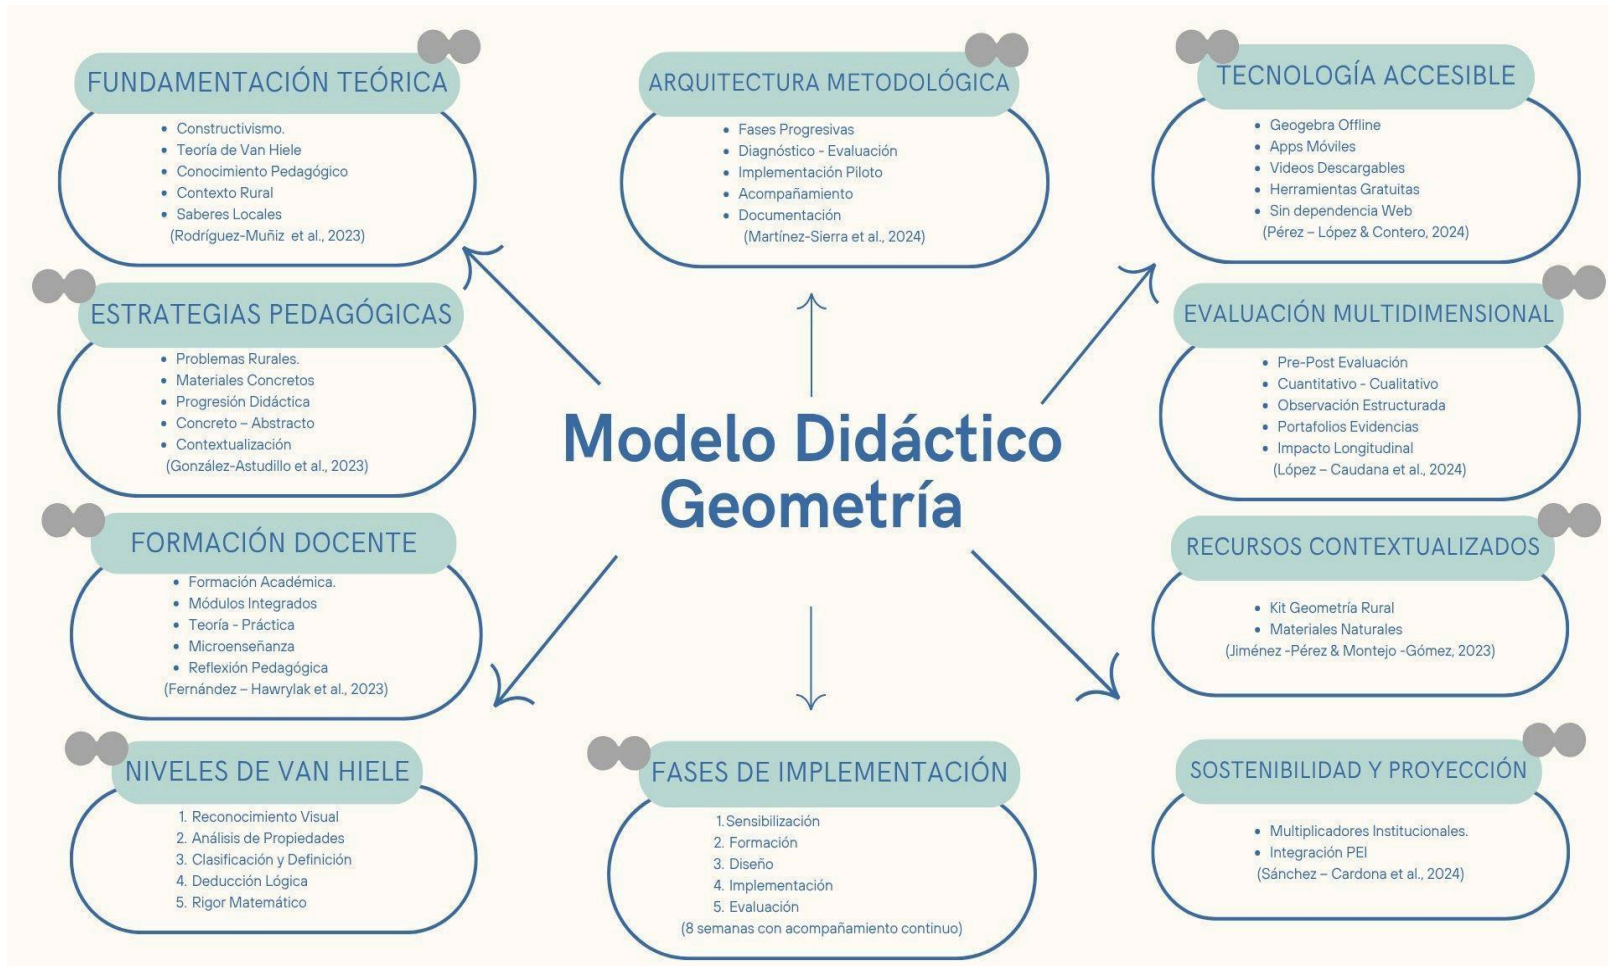 FUNDAMENTACIÓN TEÓRICA
• Constructivismo.
• Teoría de Van Hiele
• Conocimiento Pedagógico
• Contexto Rural
• Saberes Locales
(Rodríguez-Muñiz et al., 2023)
ARQUITECTURA METODOLÓGICA
• Fases Progresivas
• Diagnóstico - Evaluación
• Implementación Piloto
• Acompañamiento
• Documentación
(Martínez-Sierra et al., 2024)
TECNOLOGÍA ACCESIBLE
• Geogebra Offline
• Apps Móviles
• Videos Descargables
• Herramientas Gratuitas
• Sin dependencia Web
(Pérez – López & Contero, 2024)
ESTRATEGIAS PEDAGÓGICAS
• Problemas Rurales.
• Materiales Concretos
• Progresión Didáctica
• Concreto – Abstracto
• Contextualización
(González-Astudillo et al., 2023)
EVALUACIÓN MULTIDIMENSIONAL
• Pre-Post Evaluación
• Cuantitativo - Cualitativo
• Observación Estructurada
• Portafolios Evidencias
• Impacto Longitudinal
(López – Caudana et al., 2024)
Modelo Didáctico
Geometría
FORMACIÓN DOCENTE
• Formación Académica.
• Módulos Integrados
• Teoría - Práctica
• Microenseñanza
• Reflexión Pedagógica
(Fernández – Hawrylak et al., 2023)
RECURSOS CONTEXTUALIZADOS
• Kit Geometría Rural
• Materiales Naturales
(Jiménez -Pérez & Montejo -Gómez, 2023)
NIVELES DE VAN HIELE
1. Reconocimiento Visual
2. Análisis de Propiedades
3. Clasificación y Definición
4. Deducción Lógica
5. Rigor Matemático
FASES DE IMPLEMENTACIÓN
1. Sensibilización
2. Formación
3. Diseño
4. Implementación
5. Evaluación
(8 semanas con acompañamiento continuo)
SOSTENIBILIDAD Y PROYECCIÓN
• Multiplicadores Institucionales.
• Integración PEI
(Sánchez – Cardona et al., 2024)